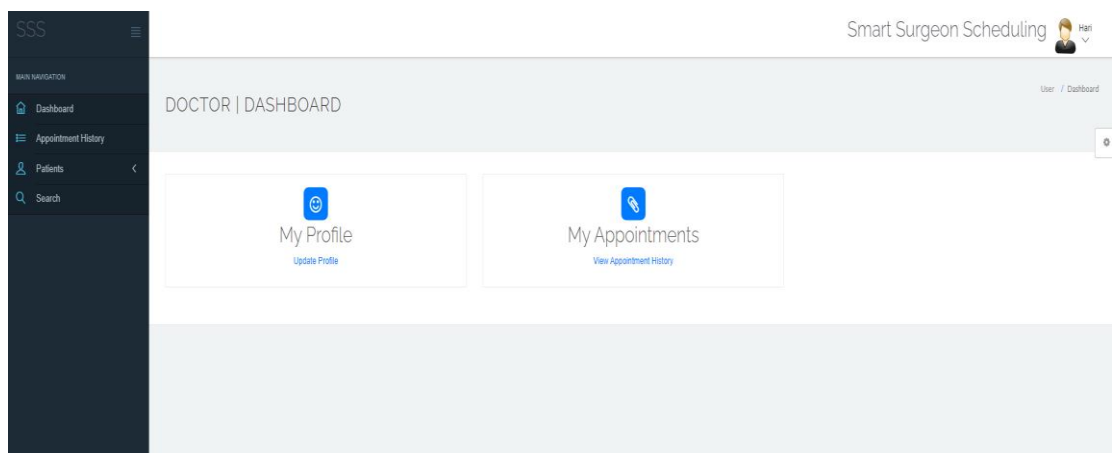 SSS
Smart Surgeon Scheduling
Hari
MAIN NAVIGATION
Dashboard
Appointment History
Patients
Search
DOCTOR | DASHBOARD
User / Dashboard
My Profile
Update Profile
My Appointments
View Appointment History